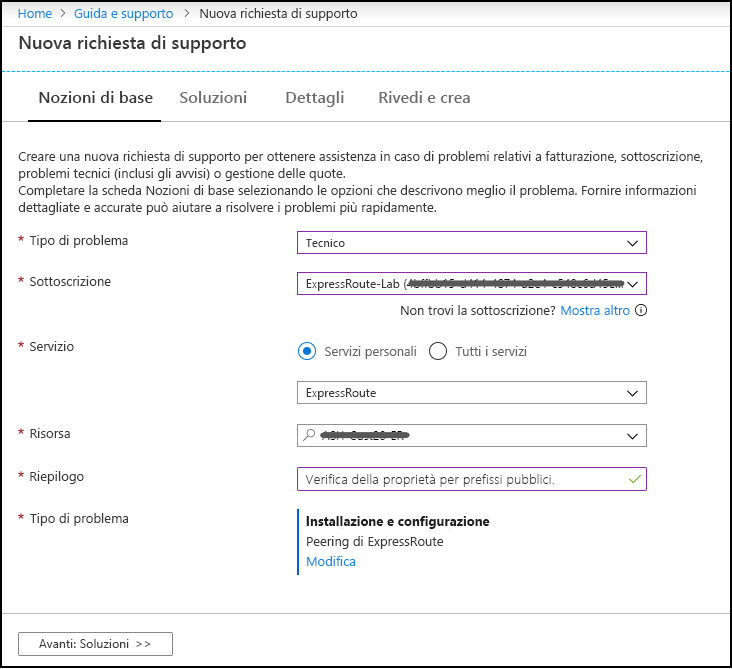 Home > Guida e supporto > Nuova richiesta di supporto
Nuova richiesta di supporto
Nozioni di base Soluzioni Dettagli Rivedi e crea
Creare una nuova richiesta di supporto per ottenere assistenza in caso di problemi relativi a fatturazione, sottoscrizione,
problemi tecnici (inclusi gli avvisi) o gestione delle quote.
Completare la scheda Nozioni di base selezionando le opzioni che descrivono meglio il problema. Fornire informazioni
dettagliate e accurate può aiutare a risolvere i problemi più rapidamente.
* Tipo di problema Tecnico
* Sottoscrizione ExpressRoute-Lab (
Non trovi la sottoscrizione? Mostra altro
* Servizio Servizi personali Tutti i servizi
ExpressRoute
* Risorsa
* Riepilogo Verifica della proprietà per prefissi pubblici.
* Tipo di problema Installazione e configurazione
Peering di ExpressRoute
Modifica
Avanti: Soluzioni >>